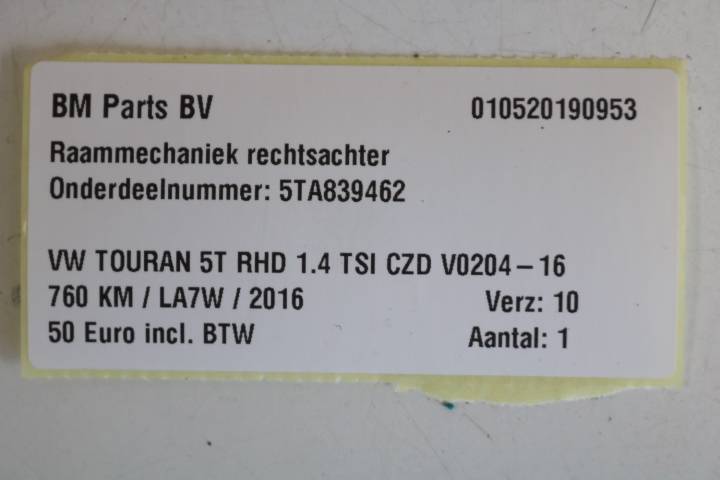 BM Parts BV 010520190953
Raammechaniek rechtsachter
Onderdeelnummer: 5TA839462
VW TOURAN 5T RHD 1.4 TSI CZD V0204-16
760 KM / LA7W / 2016 Verz: 10
50 Euro incl. BTW Aantal: 1